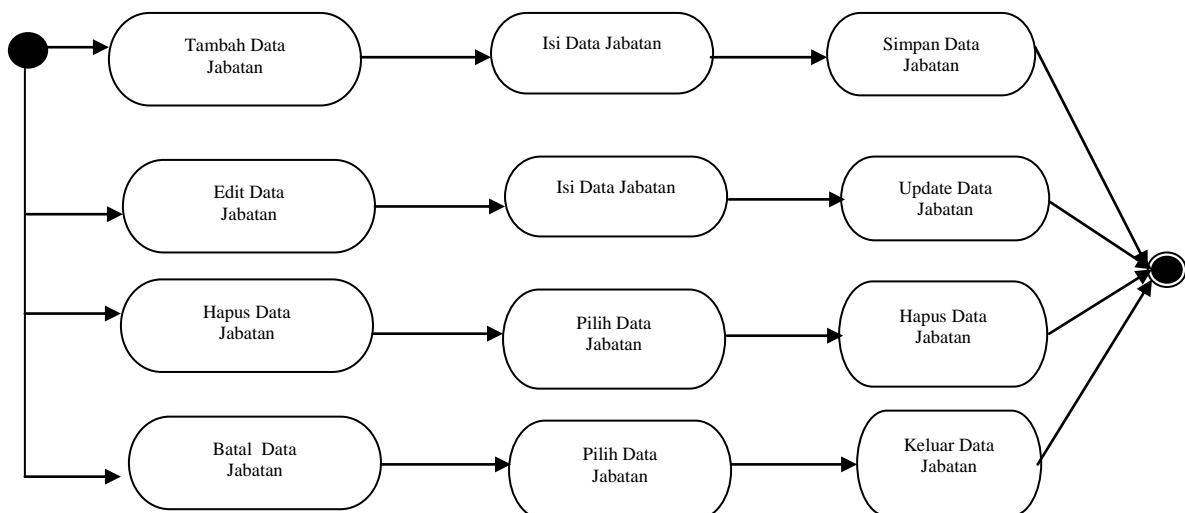 Tambah Data
Jabatan
Isi Data Jabatan
Simpan Data
Jabatan
Edit Data
Jabatan
Isi Data Jabatan
Update Data
Jabatan
Hapus Data
Jabatan
Pilih Data
Jabatan
Hapus Data
Jabatan
Batal  Data
Jabatan
Pilih Data
Jabatan
Keluar Data
Jabatan